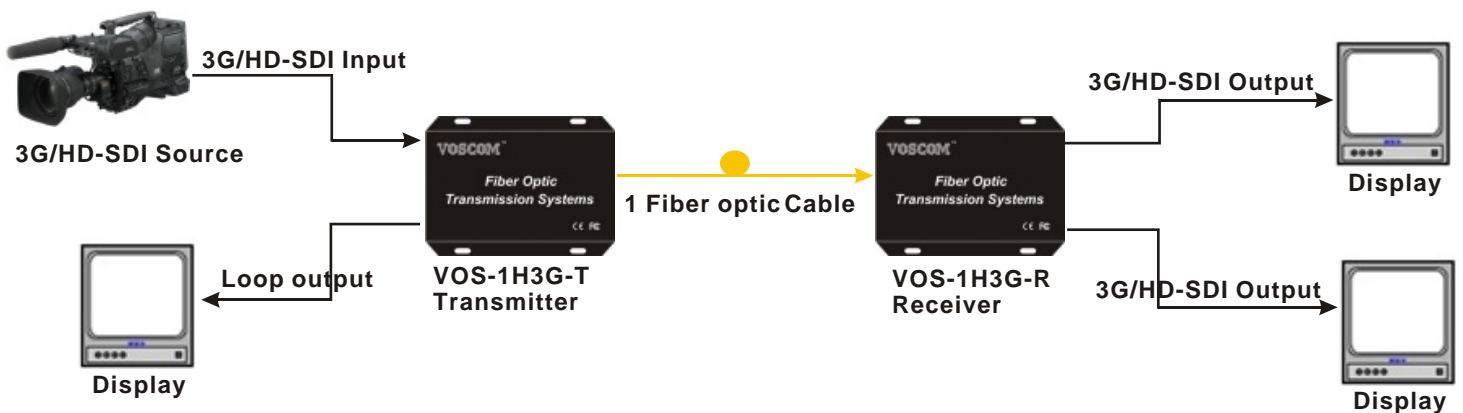 3G/HD-SDI Input
3G/HD-SDI Source
Loop output
Display
VOSCOM™
Fiber Optic
Transmission Systems
CE FC
VOS-1H3G-T
Transmitter
1 Fiber optic Cable
VOSCOM™
Fiber Optic
Transmission Systems
CE FC
VOS-1H3G-R
Receiver
3G/HD-SDI Output
Display
3G/HD-SDI Output
Display